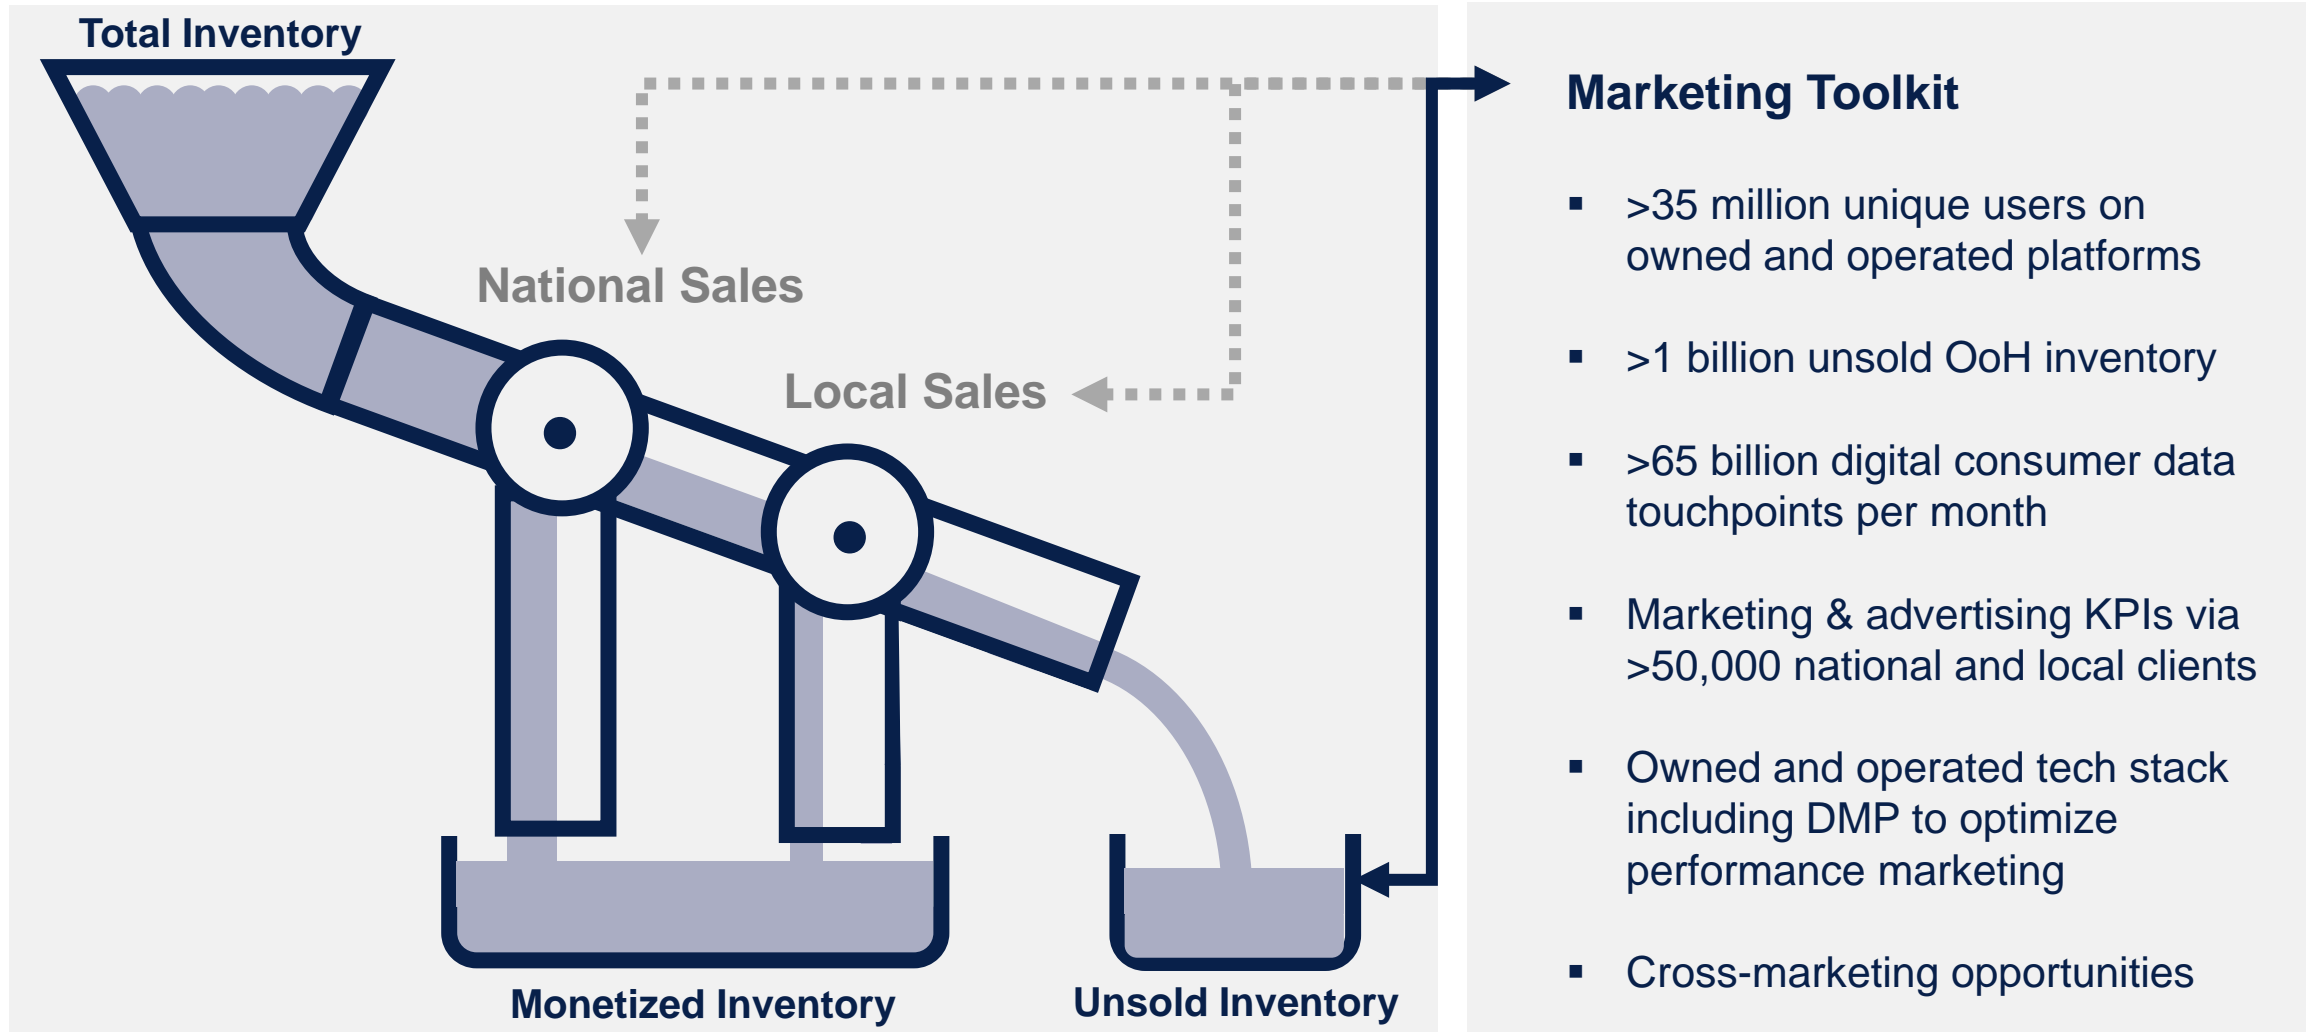 Total Inventory
National Sales
Local Sales
Monetized Inventory
Unsold Inventory
Marketing Toolkit
▪ >35 million unique users on
owned and operated platforms
▪ >1 billion unsold OoH inventory
▪ >65 billion digital consumer data
touchpoints per month
▪ Marketing & advertising KPIs via
>50,000 national and local clients
▪ Owned and operated tech stack
including DMP to optimize
performance marketing
▪ Cross-marketing opportunities